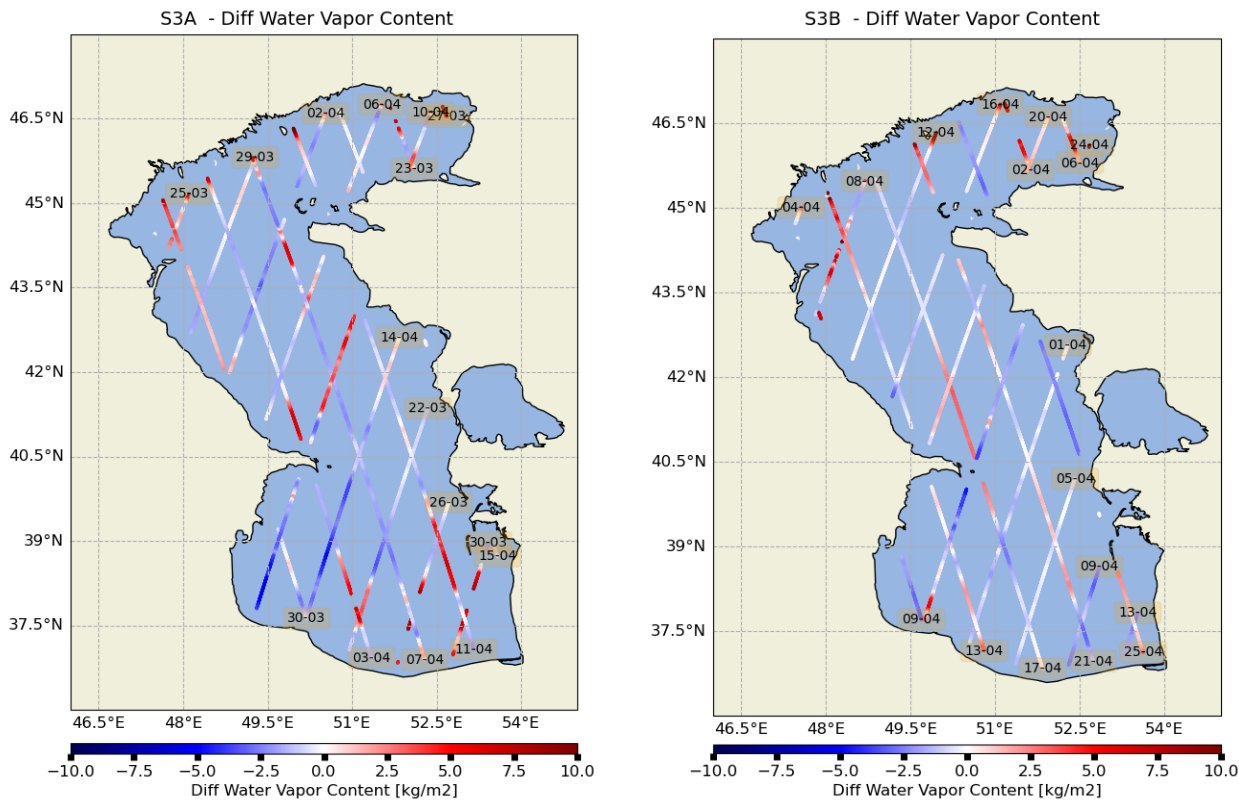 S3A - Diff Water Vapor Content
46.5°N
45°N
43.5°N
42°N
40.5°N
39°N
37.5°N
02-04
06-04
10-04
27-03
29-03
23-03
25-03
14-04
22-03
26-03
30-03
15-04
30-03
11-04
03-04
07-04
46.5°E
48°E
49.5°E
51°E
52.5°E
54°E
−10.0
−7.5
−5.0
−2.5
0.0
2.5
5.0
7.5
10.0
Diff Water Vapor Content [kg/m2]
S3B - Diff Water Vapor Content
46.5°N
45°N
43.5°N
42°N
40.5°N
39°N
37.5°N
16-04
20-04
12-04
24-04
06-04
02-04
08-04
04-04
01-04
05-04
09-04
09-04
13-04
13-04
25-04
21-04
17-04
46.5°E
48°E
49.5°E
51°E
52.5°E
54°E
−10.0
−7.5
−5.0
−2.5
0.0
2.5
5.0
7.5
10.0
Diff Water Vapor Content [kg/m2]